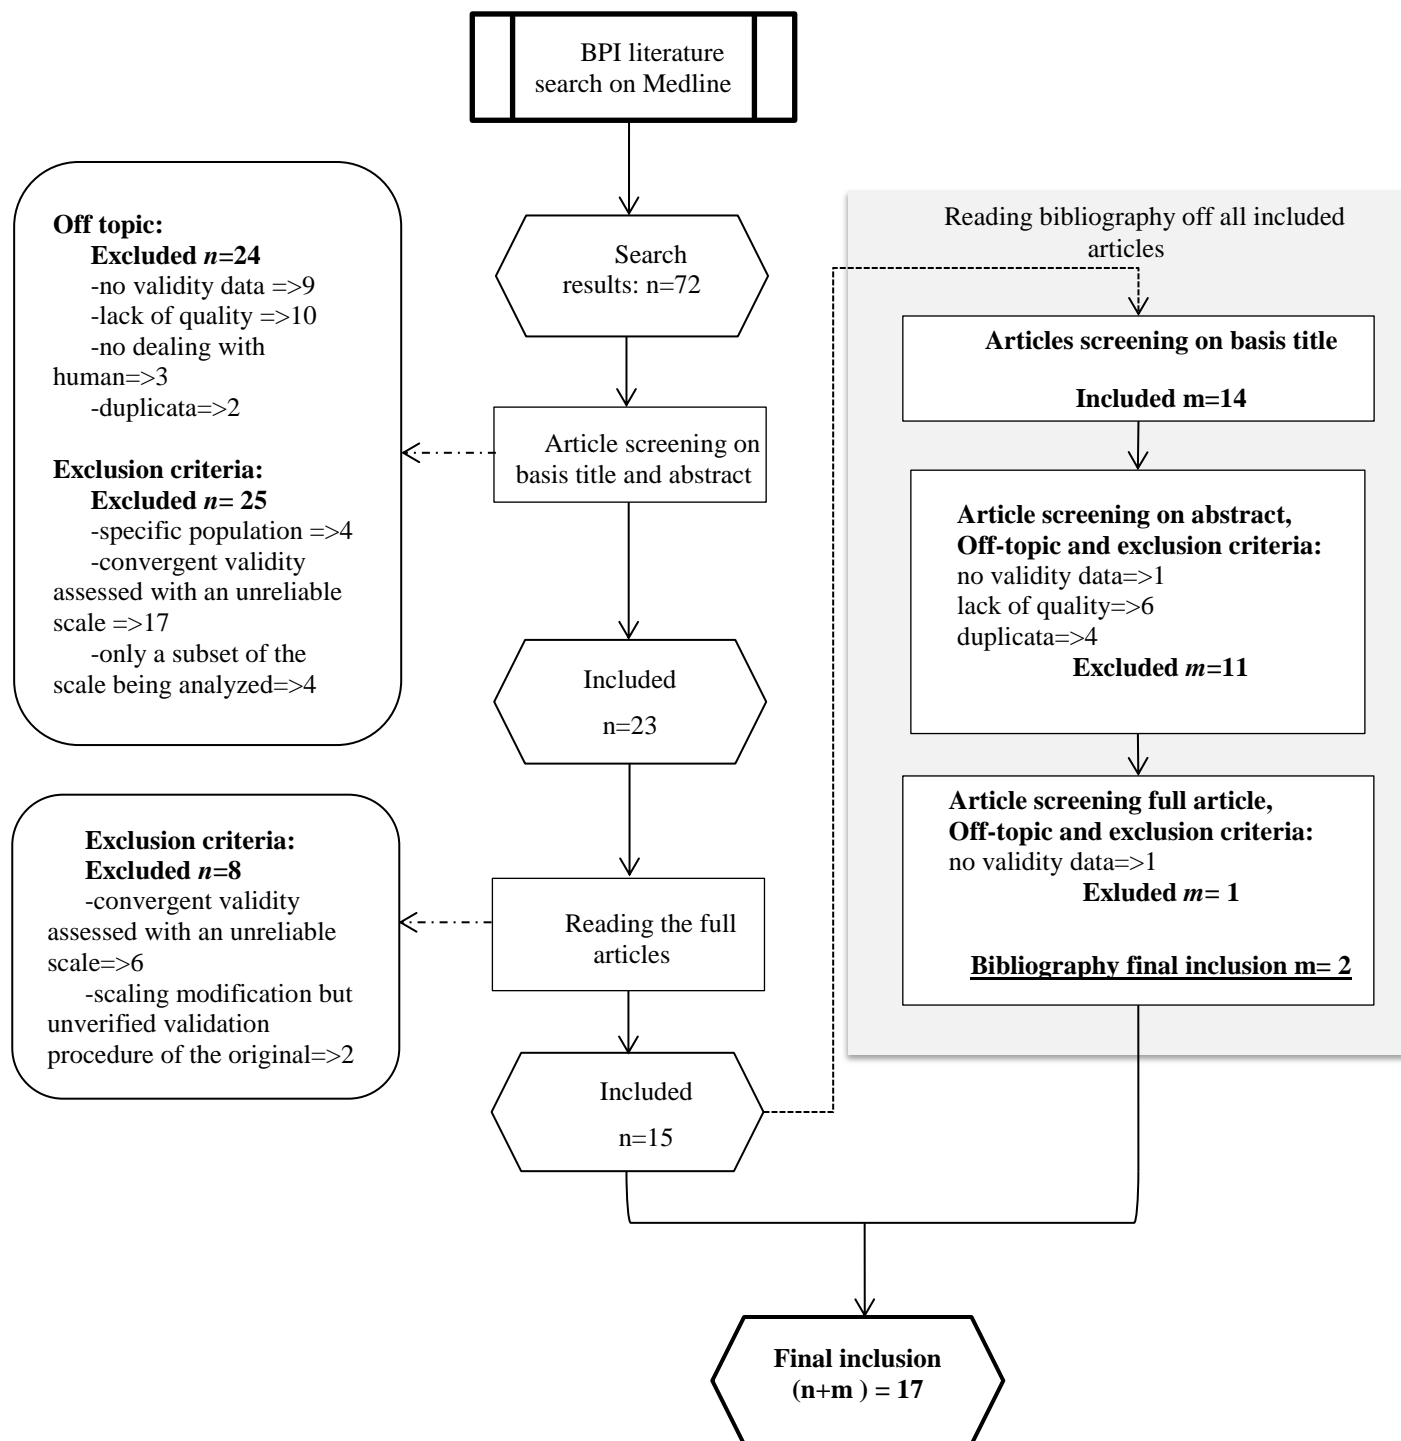 BPI literature
search on Medline
Search
results: n=72
Off topic:
Excluded n=24
-no validity data =>9
-lack of quality =>10
-no dealing with
human=>3
-duplicata=>2
Exclusion criteria:
Excluded n= 25
-specific population =>4
-convergent validity
assessed with an unreliable
scale =>17
-only a subset of the
scale being analyzed=>4
Article screening on
basis title and abstract
Included
n=23
Exclusion criteria:
Excluded n=8
-convergent validity
assessed with an unreliable
scale=>6
-scaling modification but
unverified validation
procedure of the original=>2
Reading the full
articles
Included
n=15
Reading bibliography off all included
articles
Articles screening on basis title
Included m=14
Article screening on abstract,
Off-topic and exclusion criteria:
no validity data=>1
lack of quality=>6
duplicata=>4
Excluded m=11
Article screening full article,
Off-topic and exclusion criteria:
no validity data=>1
Exluded m= 1
Bibliography final inclusion m= 2
Final inclusion
(n+m ) = 17